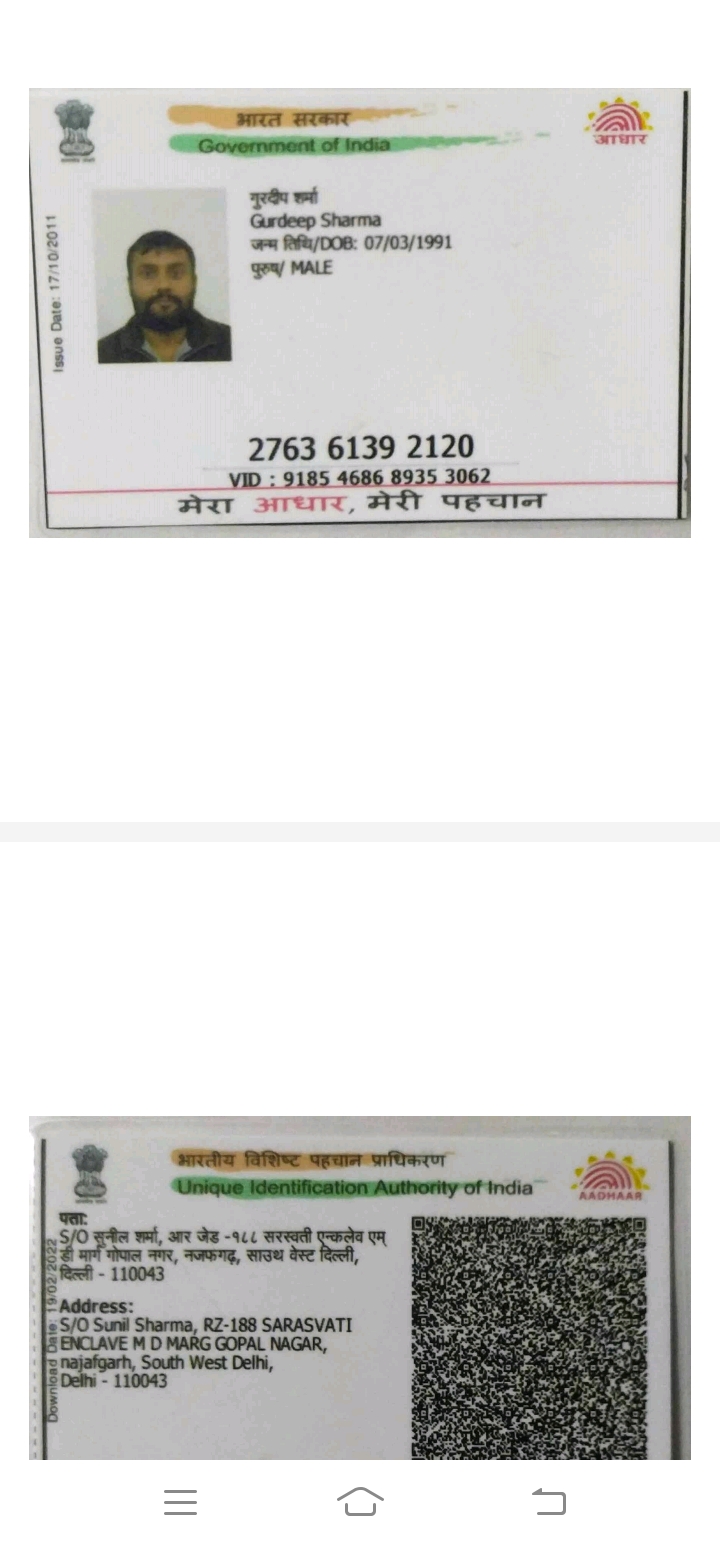 भारत सरकार
Government of India
आधार
Issue Date: 17/10/2011
गुरदीप शर्मा
Gurdeep Sharma
जन्म तिथि/DOB: 07/03/1991
पुरुष/ MALE
2763 6139 2120
VID : 9185 4686 8935 3062
मेरा आधार, मेरी पहचान
भारतीय विशिष्ट पहचान प्राधिकरण
Unique Identification Authority of India
AADHAAR
Download Date: 19/02/2022
पता:
S/O सुनील शर्मा, आर जेड -१८८ सरस्वती एन्कलेव एम्
डी मार्ग गोपाल नगर, नजफगढ़, साउथ वेस्ट दिल्ली,
दिल्ली - 110043
Address:
S/O Sunil Sharma, RZ-188 SARASVATI
ENCLAVE M D MARG GOPAL NAGAR,
najafgarh, South West Delhi,
Delhi - 110043